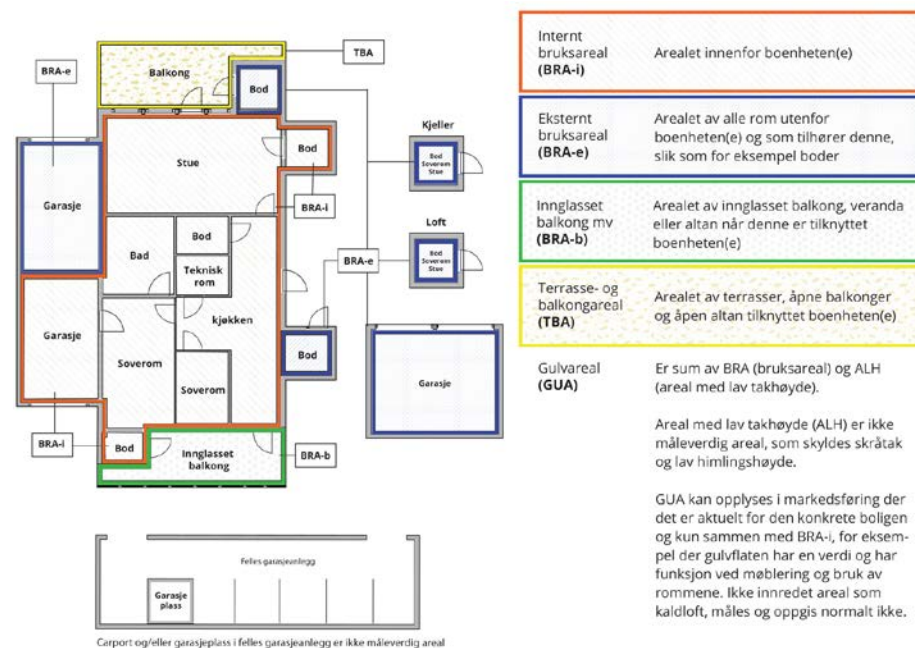 BRA-e
TBA
Balkong
Bod
Kjeller
Bod
Soverom
Stue
Stue
Bod
BRA-i
Garasje
Loft
Bod
Soverom
Stue
Bad
Bod
Teknisk
rom
BRA-e
kjøkken
Garasje
Soverom
Soverom
Bod
Garasje
BRA-i
Bod
Innglasset
balkong
BRA-b
Felles garasjeanlegg
Garasje
plass
Carport og/eller garasjeplass i felles garasjeanlegg er ikke måleverdig areal
Internt
bruksareal
(BRA-i)
Arealet innenfor boenheten(e)
Eksternt
bruksareal
(BRA-e)
Arealet av alle rom utenfor
boenheten(e) og som tilhører denne,
slik som for eksempel boder
Innglasset
balkong mv
(BRA-b)
Arealet av innglasset balkong, veranda
eller altan når denne er tilknyttet
boenheten(e)
Terrasse- og
balkongareal
(TBA)
Arealet av terrasser, åpne balkonger
og åpen altan tilknyttet boenheten(e)
Gulvareal
(GUA)
Er sum av BRA (bruksareal) og ALH
(areal med lav takhøyde).
Areal med lav takhøyde (ALH) er ikke
måleverdig areal, som skyldes skråtak
og lav himlingshøyde.
GUA kan opplyses i markedsføring der
det er aktuelt for den konkrete boligen
og kun sammen med BRA-i, for eksem-
pel der gulvflaten har en verdi og har
funksjon ved møblering og bruk av
rommene. Ikke innredet areal som
kaldloft, måles og oppgis normalt ikke.